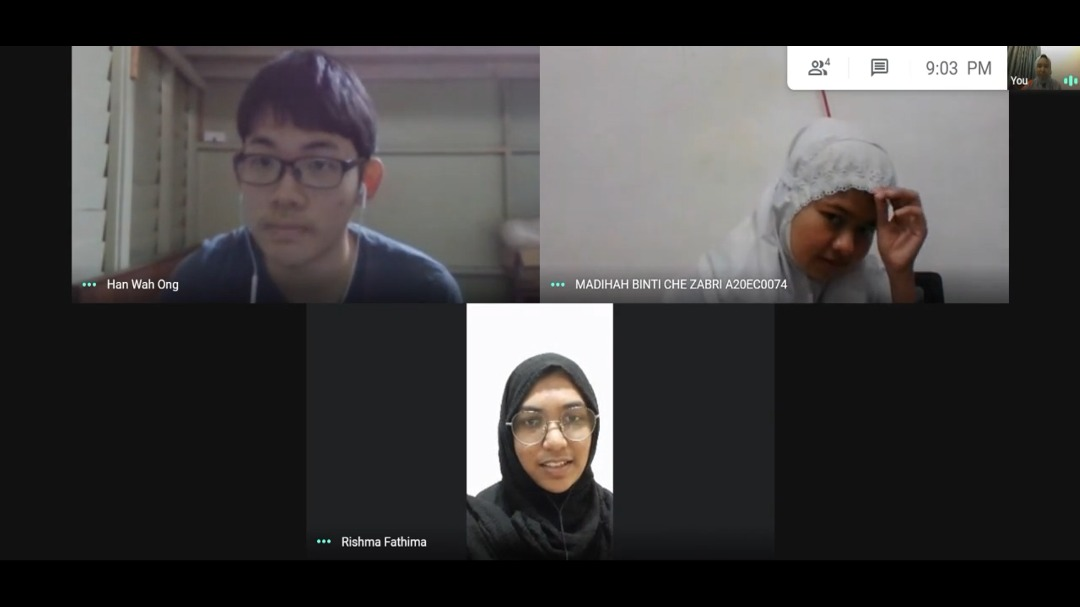 4
9:03 PM
You
Han Wah Ong
MADIHAH BINTI CHE ZABRI A20EC0074
Rishma Fathima